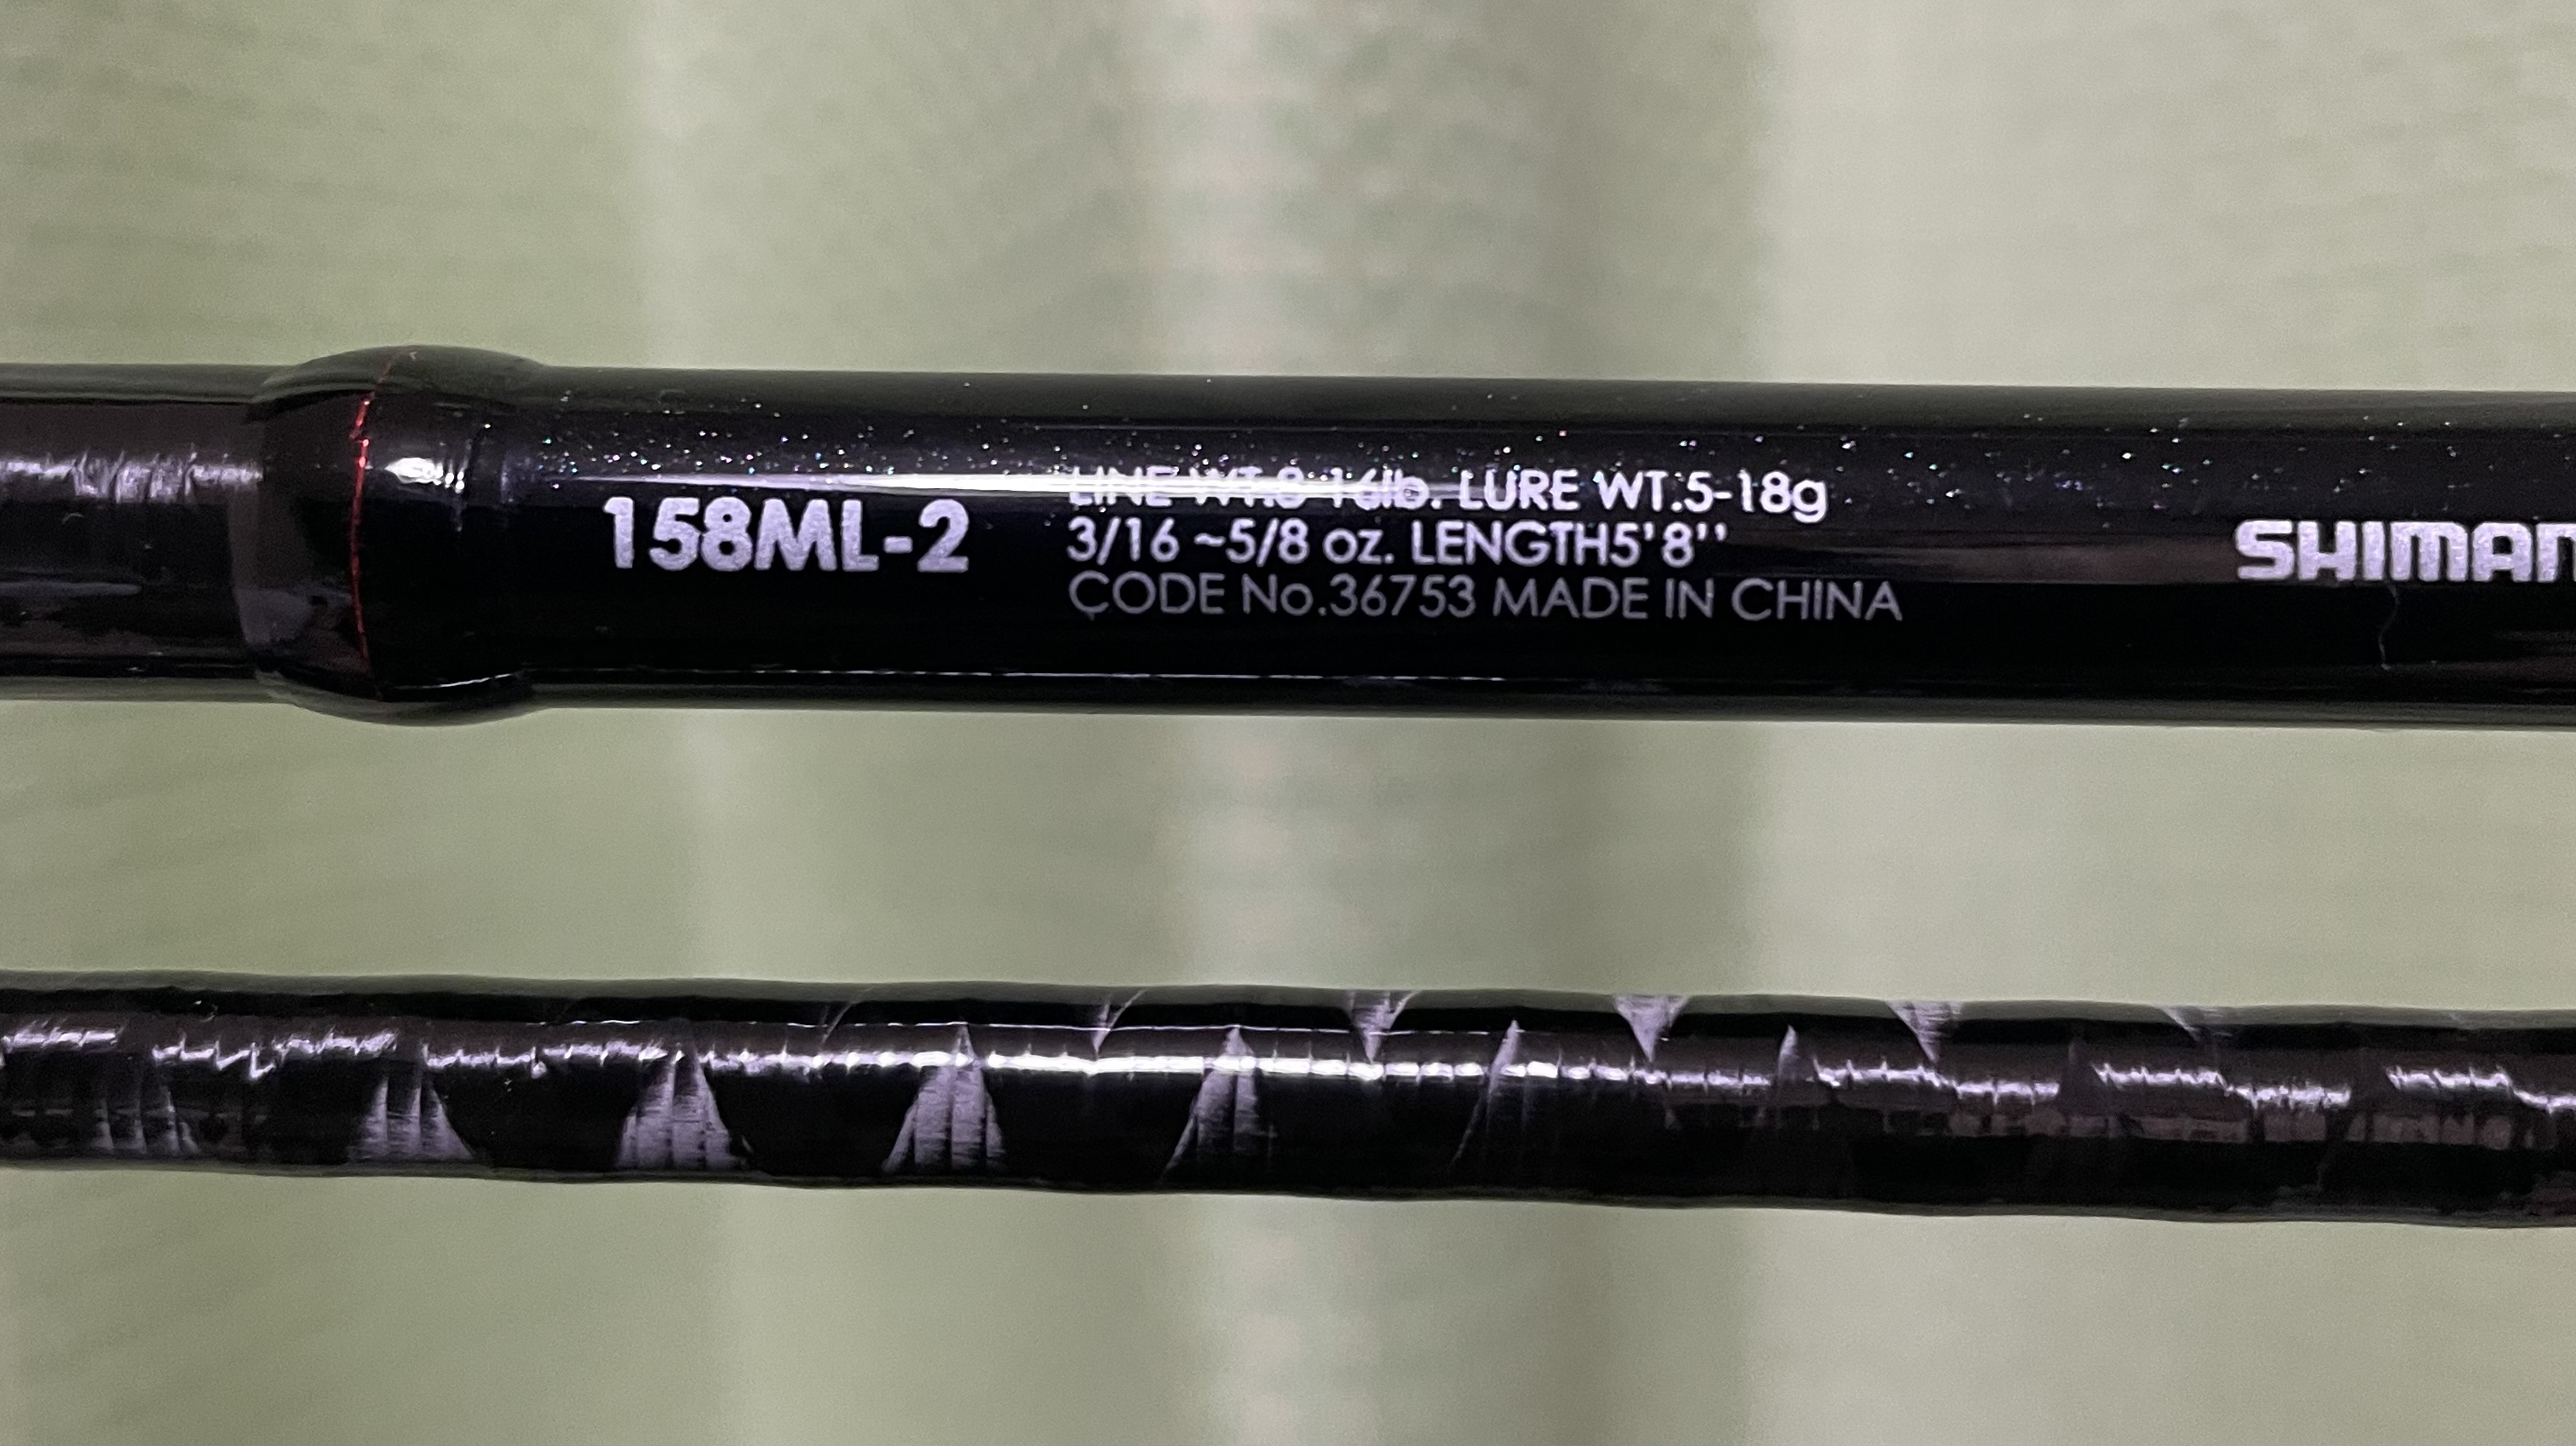 158ML-2
LINE WT.8-16lb. LURE WT.5-18g
3/16 ~5/8 oz. LENGTH5'8''
CODE No.36753 MADE IN CHINA
SHIMAN